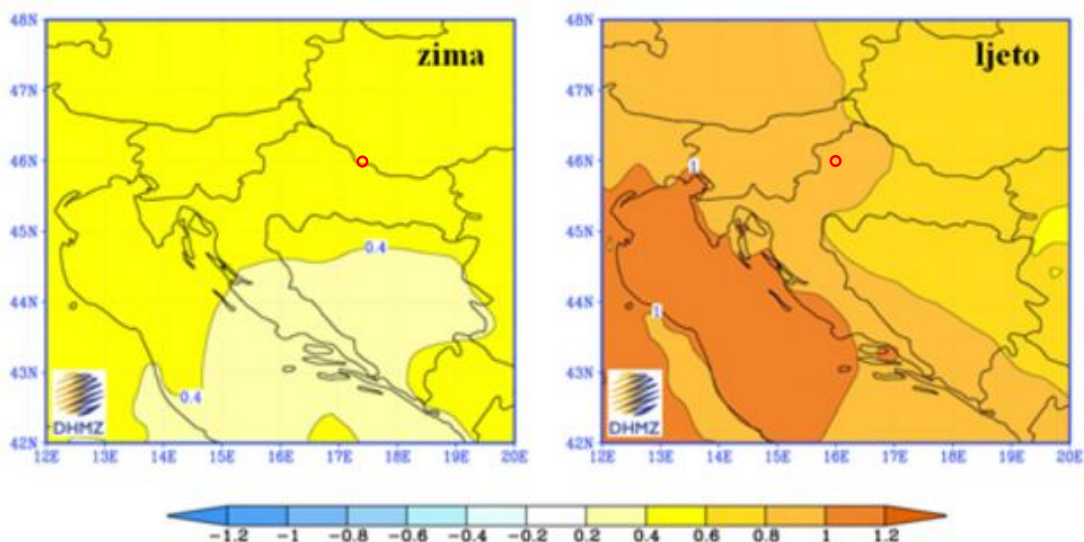 48N
zima
47N
46N
45N
0.4
44N
43N
0.4
DHMZ
42N
12E 13E 14E 15E 16E 17E 18E 19E 20E
48N
ljeto
47N
46N
1
45N
44N
1
43N
DHMZ
42N
12E 13E 14E 15E 16E 17E 18E 19E 20E
-1.2 -1 -0.8 -0.6 -0.4 -0.2 0.2 0.4 0.6 0.8 1 1.2